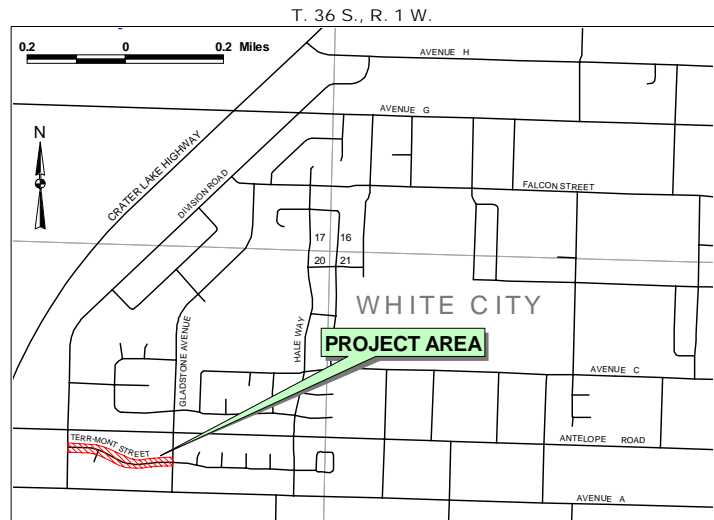 T. 36 S., R. 1 W.
0.2 0 0.2 Miles
AVENUE H
AVENUE G
N
CRATER LAKE HIGHWAY
DIVISION ROAD
FALCON STREET
17 16
20 21
WHITE CITY
GLADSTONE AVENUE
HALE WAY
PROJECT AREA
AVENUE C
TERR-MONT STREET
ANTELOPE ROAD
AVENUE A